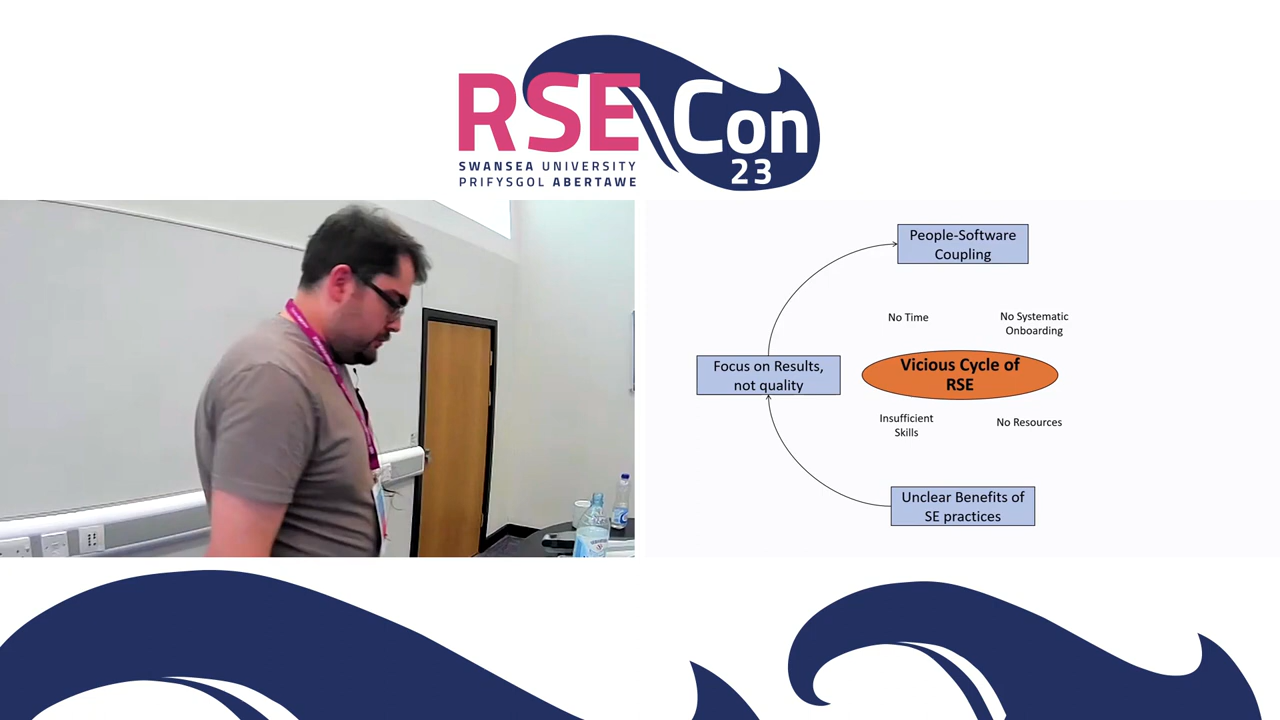 RSE Con
23
SWANSEA UNIVERSITY
PRIFYSGOL ABERTAWE
People-Software
Coupling
No Time
No Systematic
Onboarding
Focus on Results,
not quality
Vicious Cycle of
RSE
Insufficient
Skills
No Resources
Unclear Benefits of
SE practices